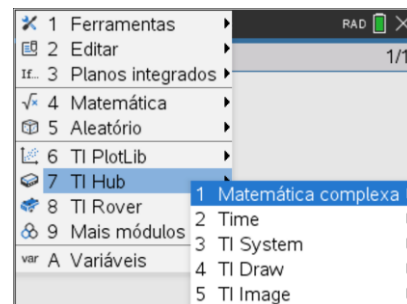 1 Ferramentas
RAD
2 Editar
1/1
If... 3 Planos integrados
√x 4 Matemática
5 Aleatório
6 TI PlotLib
7 TI Hub
1 Matemática complexa
8 TI Rover
2 Time
9 Mais módulos
3 TI System
var A Variáveis
4 TI Draw
5 TI Image